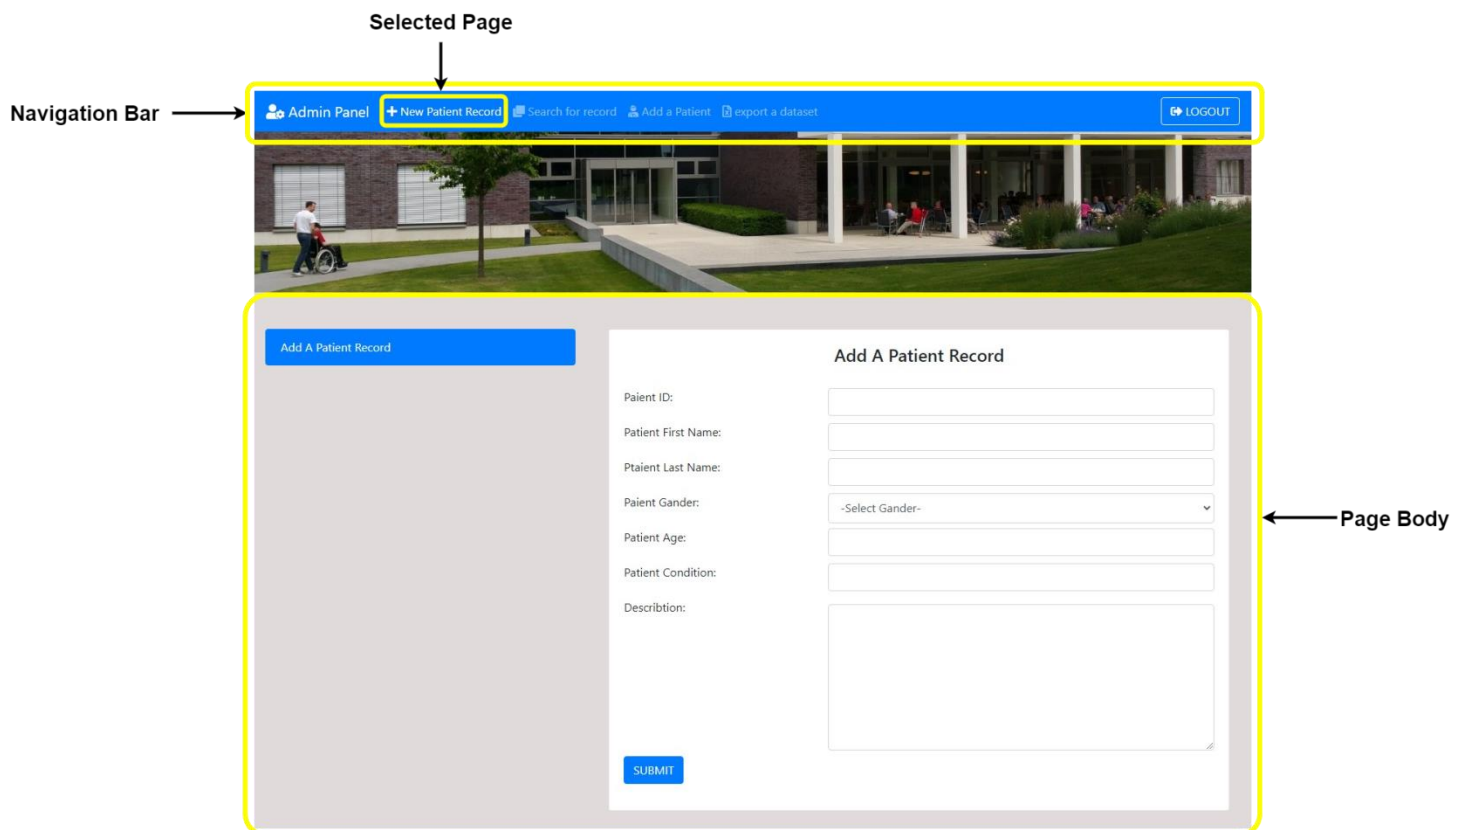 Selected Page
Navigation Bar
Admin Panel New Patient Record Search for record Add a Patient export a dataset LOGOUT
Add A Patient Record
Add A Patient Record
Paient ID:
Patient First Name:
Ptaient Last Name:
Paient Gander:
-Select Gander-
Patient Age:
Patient Condition:
Describtion:
SUBMIT
Page Body